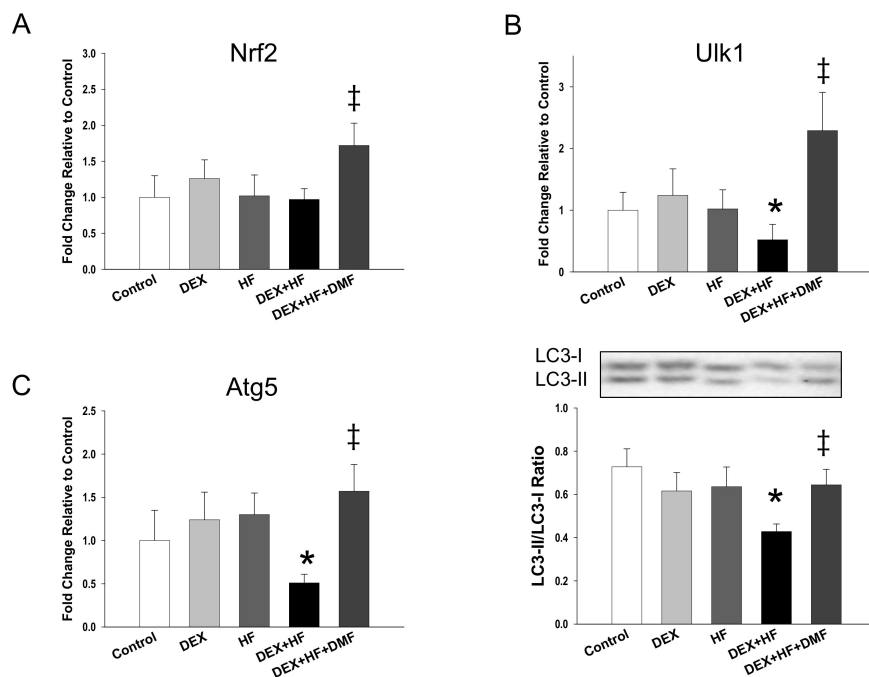 A
Nrf2
Fold Change Relative to Control
3.0
2.5
2.0
1.5
1.0
0.5
0.0
‡
Control
DEX
HF
DEX+HF
DEX+HF+DMF
B
Ulk1
Fold Change Relative to Control
3
2
1
0
*
‡
Control
DEX
HF
DEX+HF
DEX+HF+DMF
C
Atg5
Fold Change Relative to Control
2.5
2.0
1.5
1.0
0.5
0.0
*
‡
Control
DEX
HF
DEX+HF
DEX+HF+DMF
LC3-I
LC3-II
LC3-II/LC3-I Ratio
1.0
0.8
0.6
0.4
0.2
0.0
*
‡
Control
DEX
HF
DEX+HF
DEX+HF+DMF